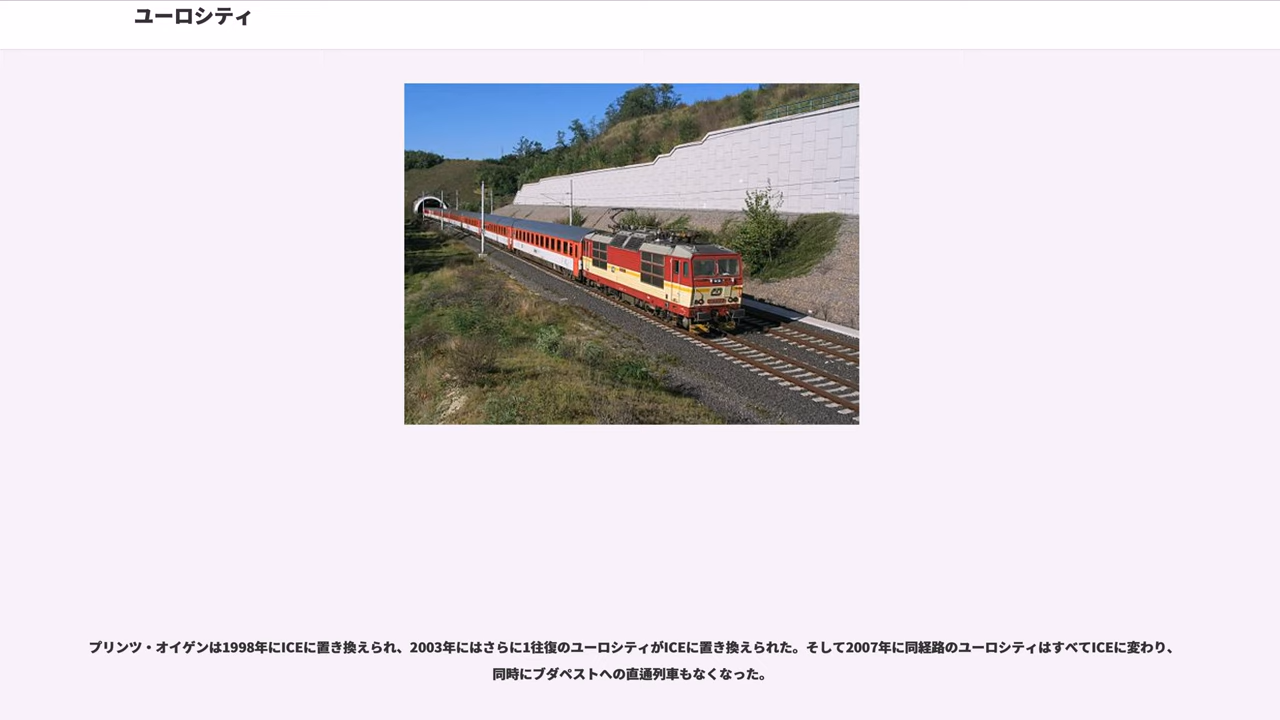 ユーロシティ
プリンツ・オイゲンは1998年にICEに置き換えられ、2003年にはさらに1往復のユーロシティがICEに置き換えられた。そして2007年に同経路のユーロシティはすべてICEに変わり、
同時にブダペストへの直通列車もなくなった。